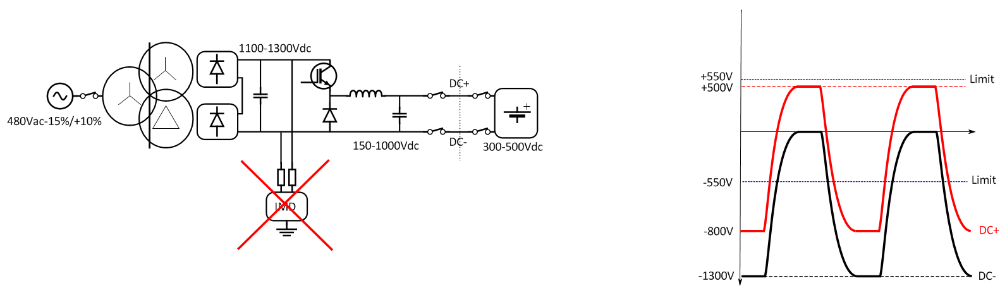 1100-1300Vdc
480Vac-15%/+10%
DC+
DC-
+
150-1000Vdc
300-500Vdc
IMD
+550V
+500V
Limit
-550V
Limit
-800V
DC+
-1300V
DC-